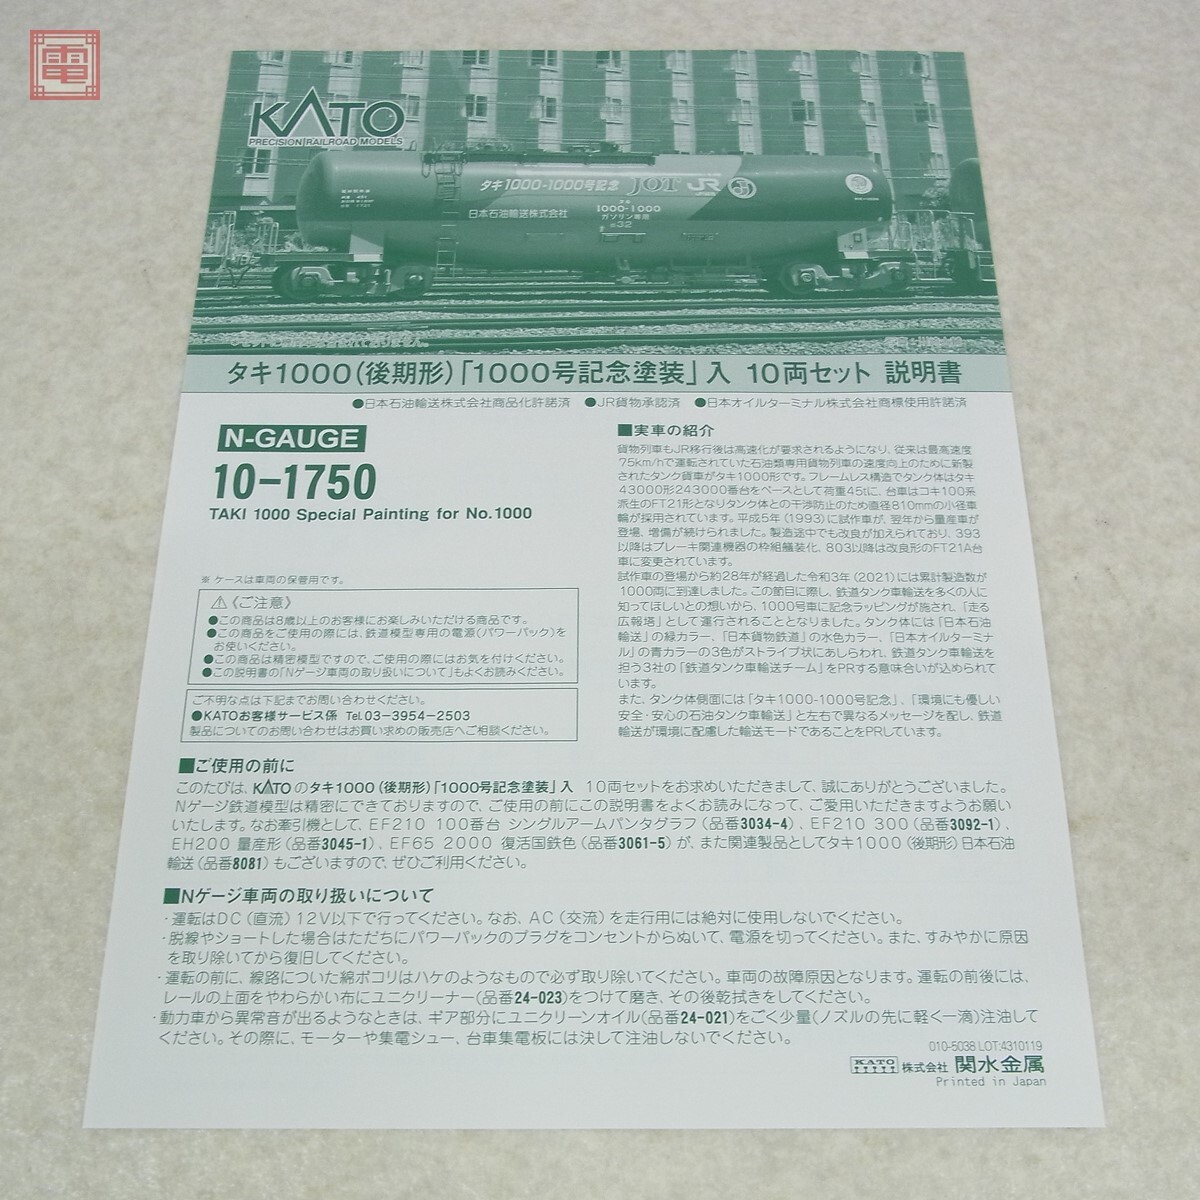 電
KATO
PRECISION RAILROAD MODELS
タキ1000-1000号記念 JOT JR
日本石油輸送株式会社
1000-1000
ガソリン専用
32
タキ1000(後期形)「1000号記念塗装」入 10両セット 説明書
●日本石油輸送株式会社商品化許諾済 ●JR貨物承認済 ●日本オイルターミナル株式会社商標使用許諾済
N-GAUGE
10-1750
TAKI 1000 Special Painting for No.1000
※ ケースは車両の保管用です。
⚠《ご注意》
●この商品は8歳以上のお客様にお楽しみいただける商品です。
●この商品をご使用の際には、鉄道模型専用の電源(パワーパック)を
お使いください。
●この商品は精密模型ですので、ご使用の際にはお気を付けください。
●この説明書の「Nゲージ車両の取り扱いについて」もよくお読みください。
ご不明な点は下記までお問い合わせください。
●KATOお客様サービス係 Tel.03-3954-2503
製品についてのお問い合わせはお買い求めの販売店へご相談ください。
■実車の紹介
貨物列車もJR移行後は高速化が要求されるようになり、従来は最高速度
75km/hで運転されていた石油類専用貨物列車の速度向上のために新製
されたタンク貨車がタキ1000形です。フレームレス構造でタンク体はタキ
43000形243000番台をベースとして荷重45tに、台車はコキ100系
派生のFT21形となりタンク体との干渉防止のため直径810mmの小径車
輪が採用されています。平成5年(1993)に試作車が、翌年から量産車が
登場、増備が続けられました。製造途中でも改良が加えられており、393
以降はブレーキ関連機器の枠組艤装化、803以降は改良形のFT21A台
車に変更されています。
試作車の登場から約28年が経過した令和3年(2021)には累計製造数が
1000両に到達しました。この節目に際し、鉄道タンク車輸送を多くの人に
知ってほしいとの想いから、1000号車に記念ラッピングが施され、「走る
広報塔」として運行されることとなりました。タンク体には「日本石油
輸送」の緑カラー、「日本貨物鉄道」の水色カラー、「日本オイルターミナ
ル」の青カラーの3色がストライプ状にあしらわれ、鉄道タンク車輸送を
担う3社の「鉄道タンク車輸送チーム」をPRする意味合いが込められて
います。
また、タンク体側面には「タキ1000-1000号記念」、「環境にも優しい
安全・安心の石油タンク車輸送」と左右で異なるメッセージを配し、鉄道
輸送が環境に配慮した輸送モードであることをPRしています。
■ご使用の前に
このたびは、KATOのタキ1000(後期形)「1000号記念塗装」入 10両セットをお求めいただきまして、誠にありがとうございました。
Nゲージ鉄道模型は精密にできておりますので、ご使用の前にこの説明書をよくお読みになって、ご愛用いただきますようお願い
いたします。なお牽引機として、EF210 100番台 シングルアームパンタグラフ(品番3034-4)、EF210 300(品番3092-1)、
EH200 量産形(品番3045-1)、EF65 2000 復活国鉄色(品番3061-5)が、また関連製品としてタキ1000(後期形)日本石油
輸送(品番8081)もございますので、ぜひご利用ください。
■Nゲージ車両の取り扱いについて
・運転はDC(直流)12V以下で行ってください。なお、AC(交流)を走行用には絶対に使用しないでください。
・脱線やショートした場合はただちにパワーパックのプラグをコンセントからぬいて、電源を切ってください。また、すみやかに原因
を取り除いてから復旧してください。
・運転の前に、線路についた綿ボコリはハケのようなもので必ず取り除いてください。車両の故障原因となります。運転の前後には、
レールの上面をやわらかい布にユニクリーナー(品番24-023)をつけて磨き、その後乾拭きをしてください。
・動力車から異常音が出るようなときは、ギア部分にユニクリーンオイル(品番24-021)をごく少量(ノズルの先に軽く一滴)注油して
ください。その際に、モーターや集電シュー、台車集電板には決して注油しないでください。
010-5038 LOT:4310119
KATO 株式会社 関水金属
Printed in Japan